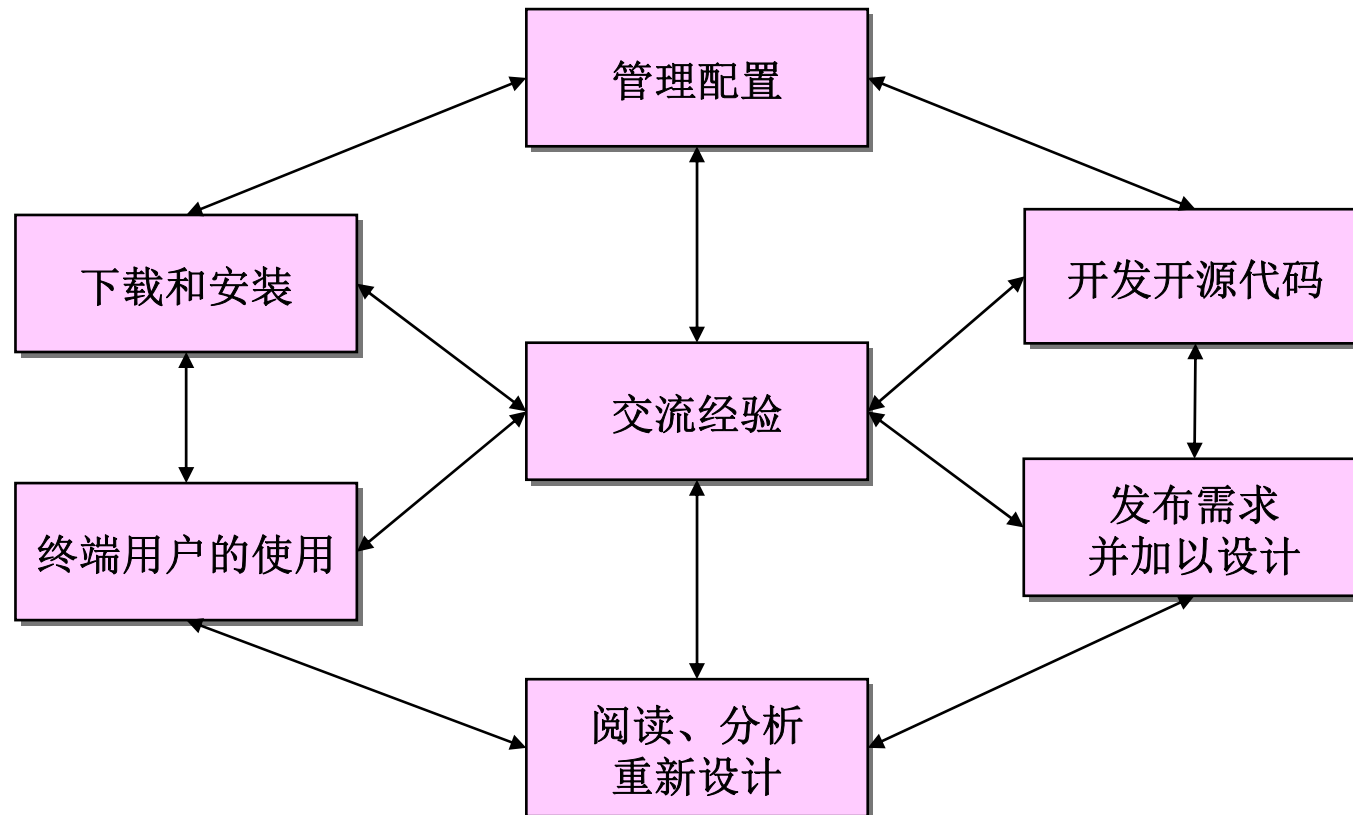 管理配置
下载和安装
开发开源代码
交流经验
终端用户的使用
发布需求
并加以设计
阅读、分析
重新设计